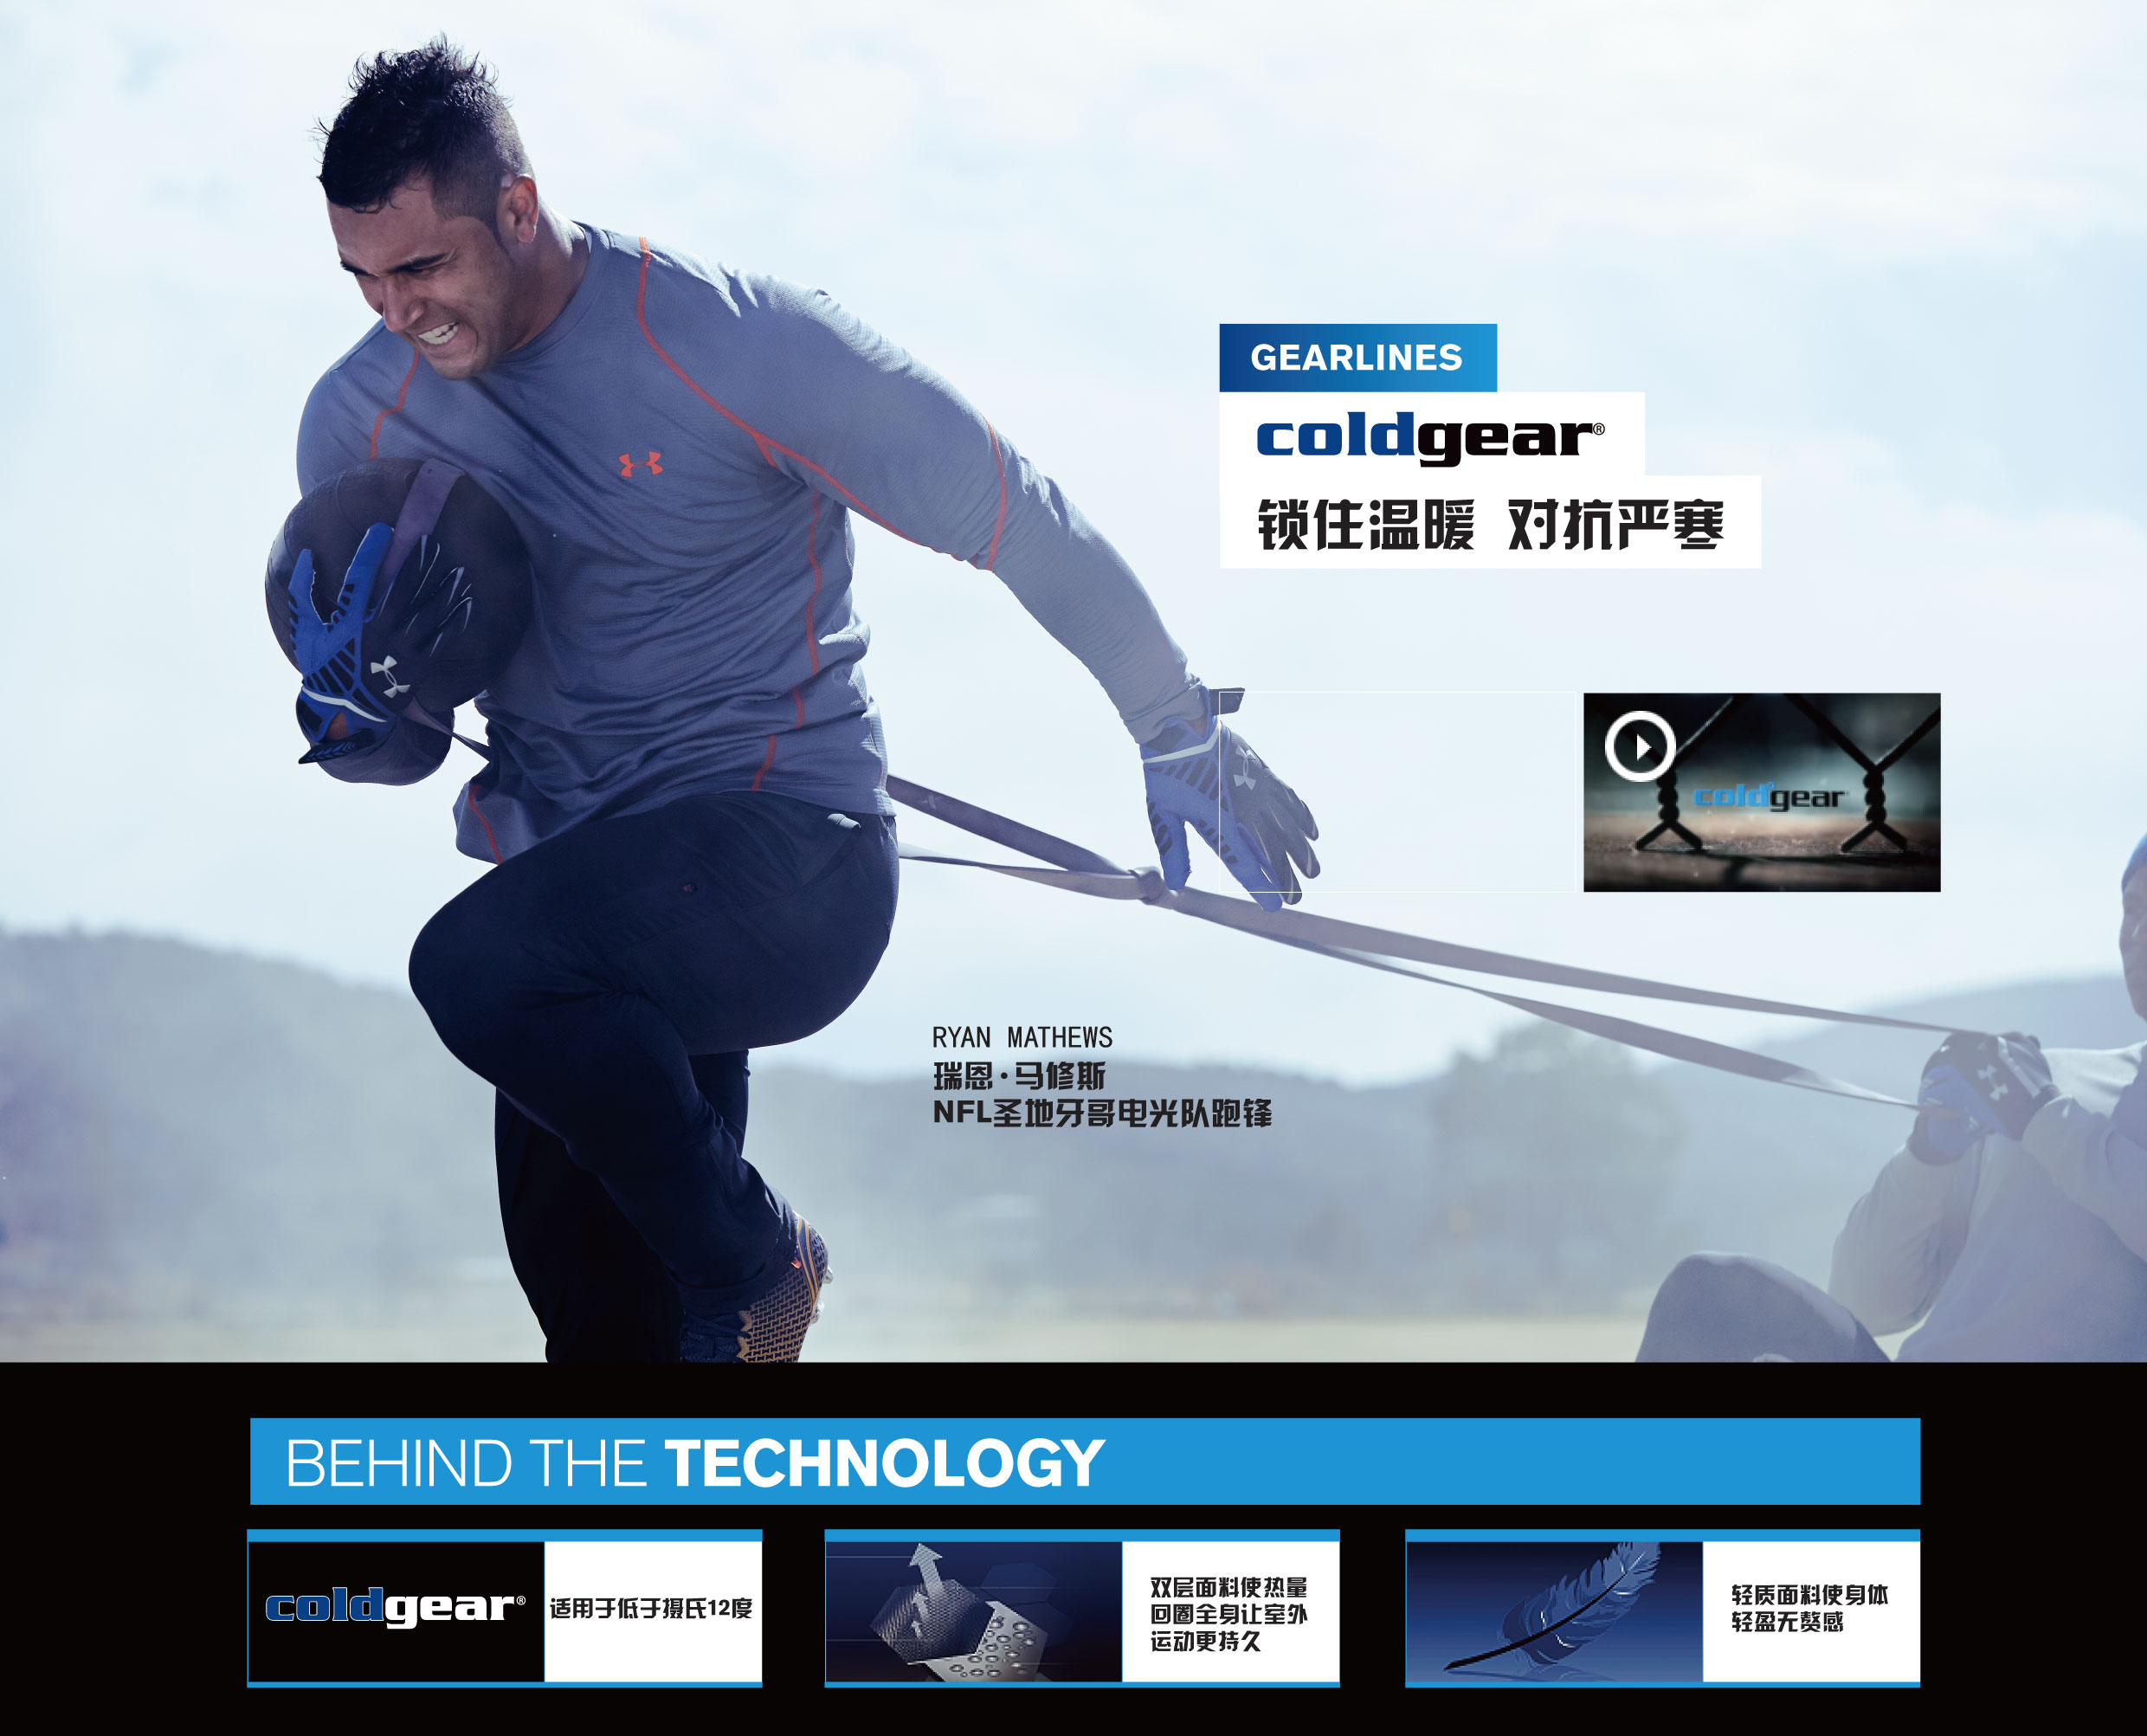 GEARLINES
coldgear®
锁住温暖 对抗严寒
coldgear
RYAN MATHEWS
瑞恩·马修斯
NFL圣地牙哥电光队跑锋
BEHIND THE TECHNOLOGY
coldgear®
适用于低于摄氏12度
双层面料使热量
回圈全身让室外
运动更持久
轻质面料使身体
轻盈无赘感